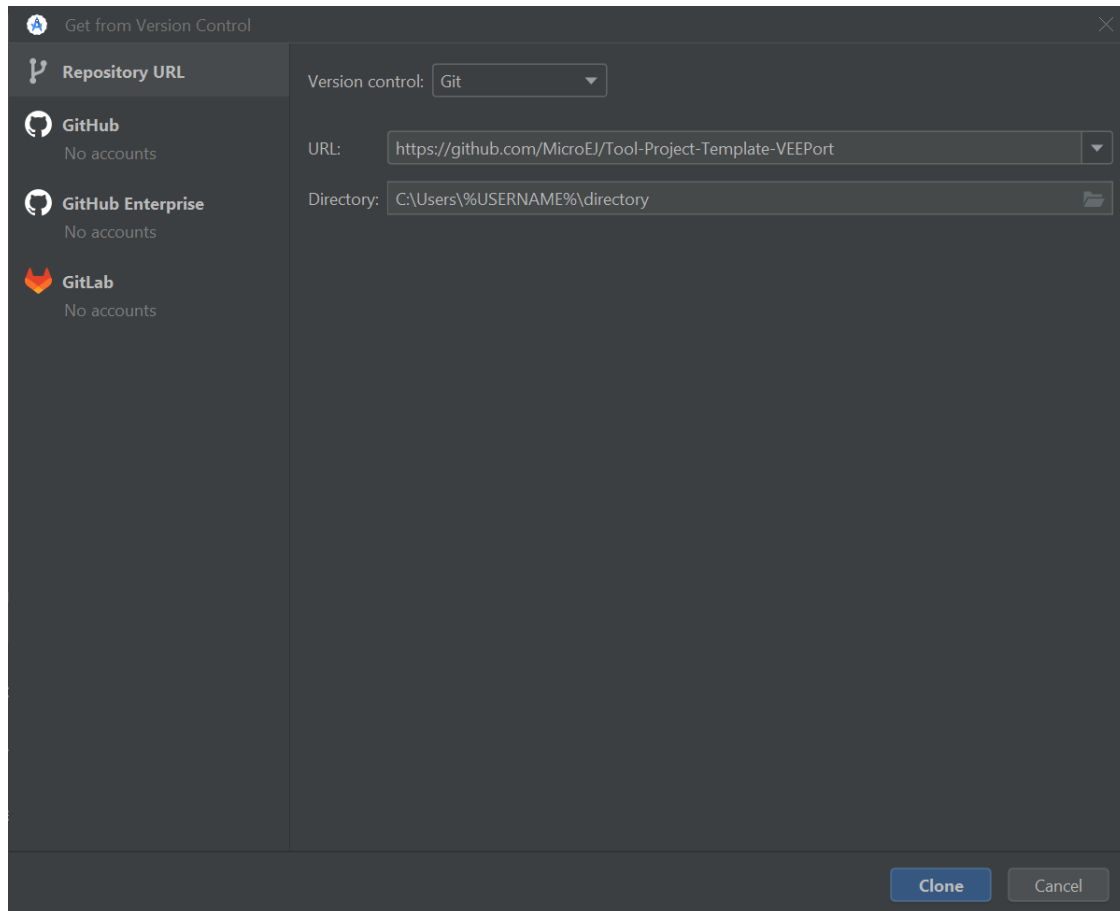 Get from Version Control
Repository URL
GitHub
No accounts
GitHub Enterprise
No accounts
GitLab
No accounts
Version control: Git
URL: https://github.com/MicroEJ/Tool-Project-Template-VEEPort
Directory: C:\Users\%USERNAME%\directory
Clone Cancel